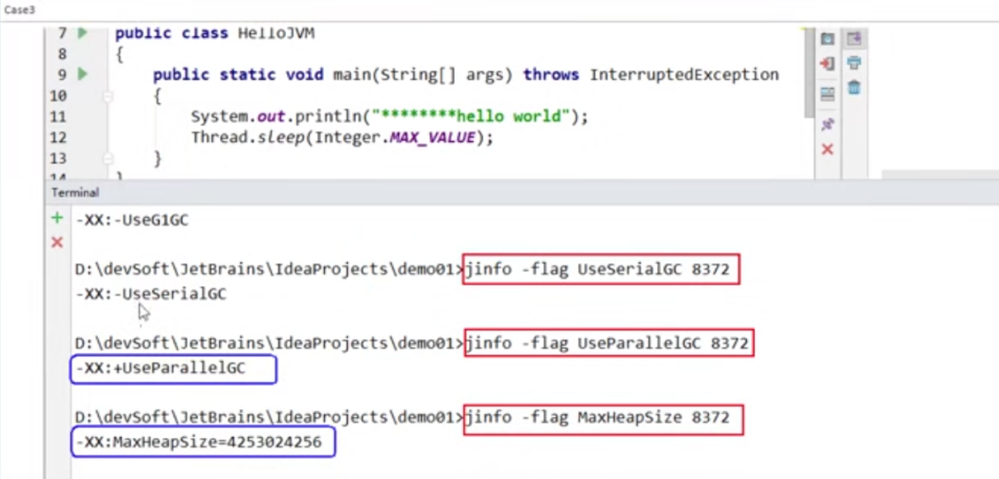 Case3
7 public class HelloJVM
8 {
9 public static void main(String[] args) throws InterruptedException
10 {
11 System.out.println("********hello world");
12 Thread.sleep(Integer.MAX_VALUE);
13 }
14 }
Terminal
-XX:-UseG1GC
D:\devSoft\JetBrains\IdeaProjects\demo01>jinfo -flag UseSerialGC 8372
-XX:-UseSerialGC
D:\devSoft\JetBrains\IdeaProjects\demo01>jinfo -flag UseParallelGC 8372
-XX:+UseParallelGC
D:\devSoft\JetBrains\IdeaProjects\demo01>jinfo -flag MaxHeapSize 8372
-XX:MaxHeapSize=4253024256